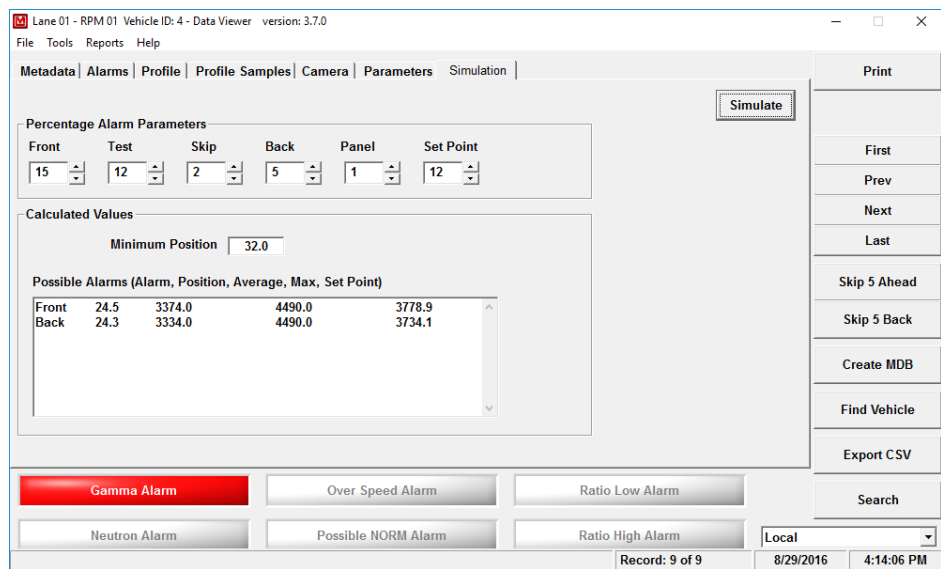 Lane 01 - RPM 01 Vehicle ID: 4 - Data Viewer version: 3.7.0
File Tools Reports Help
Metadata Alarms Profile Profile Samples Camera Parameters Simulation
Simulate
Percentage Alarm Parameters
Front Test Skip Back Panel Set Point
15 12 2 5 1 12
Calculated Values
Minimum Position 32.0
Possible Alarms (Alarm, Position, Average, Max, Set Point)
Front 24.5 3374.0 4490.0 3778.9
Back 24.3 3334.0 4490.0 3734.1
Print
First
Prev
Next
Last
Skip 5 Ahead
Skip 5 Back
Create MDB
Find Vehicle
Export CSV
Search
Gamma Alarm Over Speed Alarm Ratio Low Alarm
Neutron Alarm Possible NORM Alarm Ratio High Alarm
Local
Record: 9 of 9 8/29/2016 4:14:06 PM